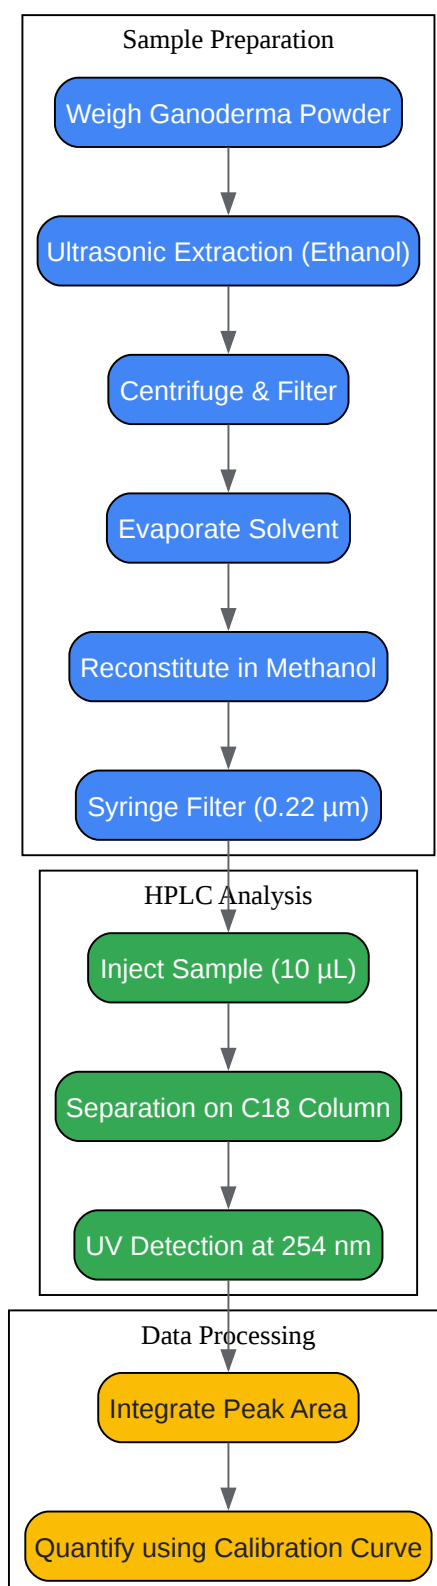 Sample Preparation
Weigh Ganoderma Powder
Ultrasonic Extraction (Ethanol)
Centrifuge & Filter
Evaporate Solvent
Reconstitute in Methanol
Syringe Filter (0.22 µm)
HPLC Analysis
Inject Sample (10 µL)
Separation on C18 Column
UV Detection at 254 nm
Data Processing
Integrate Peak Area
Quantify using Calibration Curve